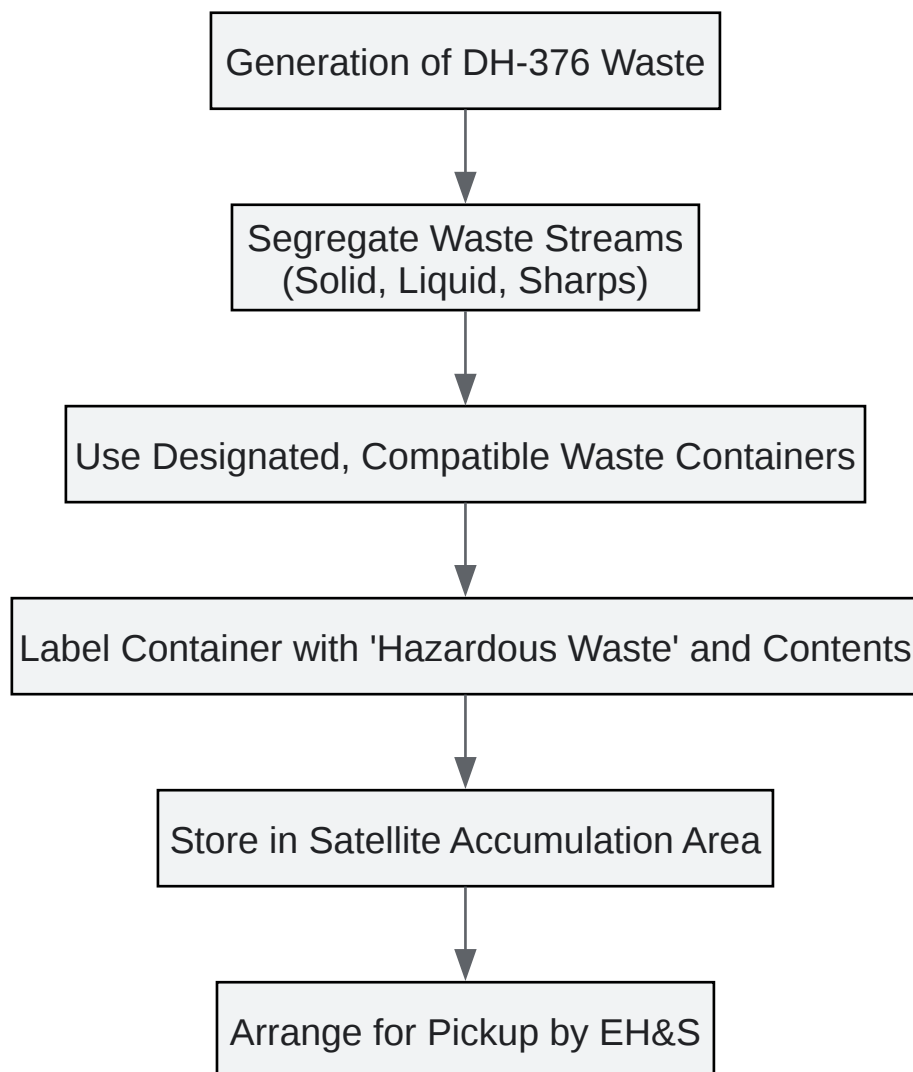 Generation of DH-376 Waste
Segregate Waste Streams
(Solid, Liquid, Sharps)
Use Designated, Compatible Waste Containers
Label Container with 'Hazardous Waste' and Contents
Store in Satellite Accumulation Area
Arrange for Pickup by EH&S